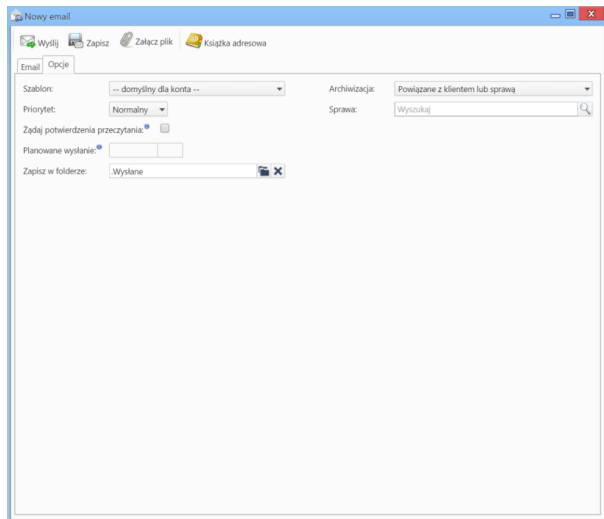 Nowy email
Wyślij Zapisz Załącz plik Książka adresowa
Email Opcje
Szablon: -- domyślny dla konta -- Archiwizacja: Powiązane z klientem lub sprawą
Priorytet: Normalny Sprawa: Wyszukaj
Żądaj potwierdzenia przeczytania:
Planowane wysłanie:
Zapisz w folderze: .Wysłane